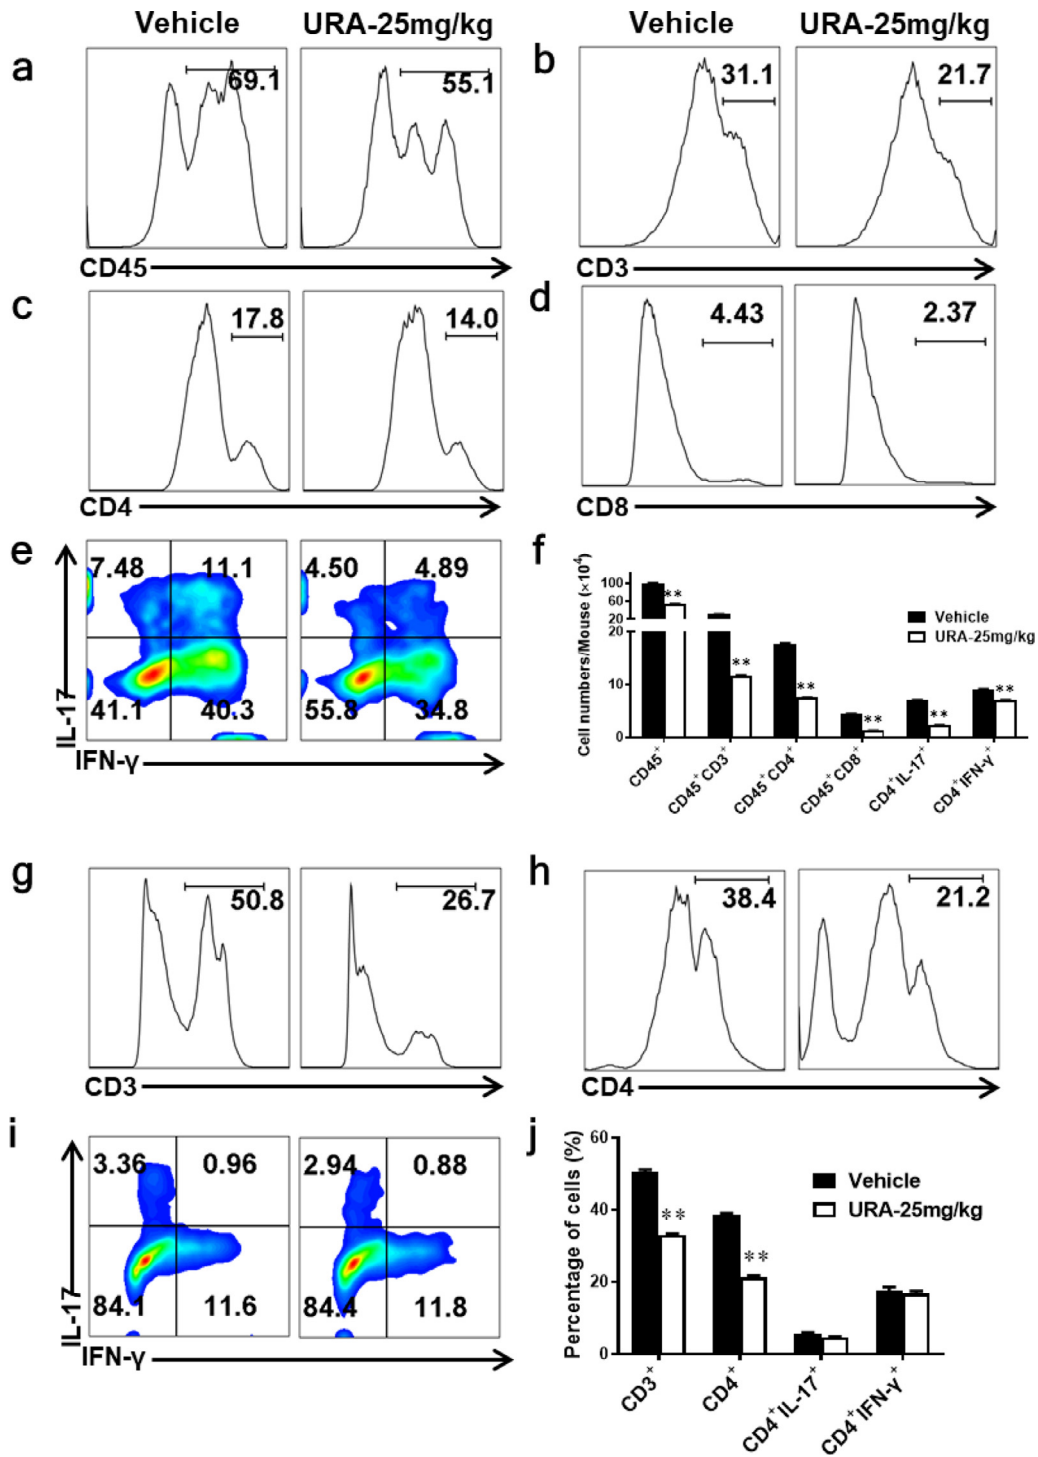 Vehicle URA-25mg/kg Vehicle URA-25mg/kg
a 69.1 55.1 b 31.1 21.7
CD45 CD3
c 17.8 14.0 d 4.43 2.37
CD4 CD8
e 7.48 11.1 4.50 4.89
41.1 40.3 55.8 34.8
IL-17
IFN-γ
f
Cell numbers/Mouse (×10⁴)
100
60
20
20
10
0
** ** ** ** ** **
Vehicle
URA-25mg/kg
CD45⁺ CD45⁺CD3⁺ CD45⁺CD4⁺ CD45⁺CD8⁺ CD4⁺IL-17⁺ CD4⁺IFN-γ⁺
g 50.8 26.7 h 38.4 21.2
CD3 CD4
i 3.36 0.96 2.94 0.88
84.1 11.6 84.4 11.8
IL-17
IFN-γ
j
Percentage of cells (%)
60
40
20
0
** **
Vehicle
URA-25mg/kg
CD3⁺ CD4⁺ CD4⁺IL-17⁺ CD4⁺IFN-γ⁺